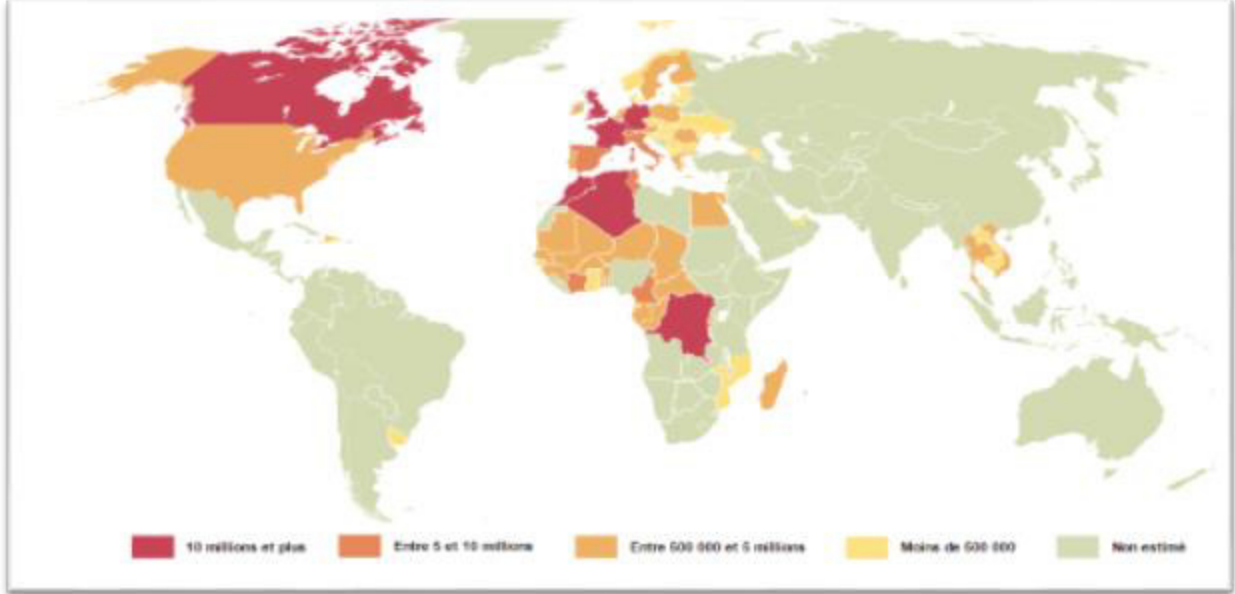 10 millions et plus
Entre 5 et 10 millions
Entre 500 000 et 5 millions
Moins de 500 000
Non estimé